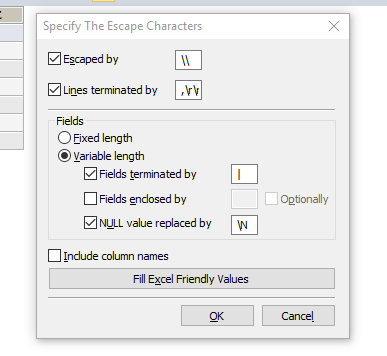 Specify The Escape Characters
Escaped by \\
Lines terminated by ,\r\r
Fields
Fixed length
Variable length
Fields terminated by |
Fields enclosed by Optionally
NULL value replaced by \N
Include column names
Fill Excel Friendly Values
OK Cancel